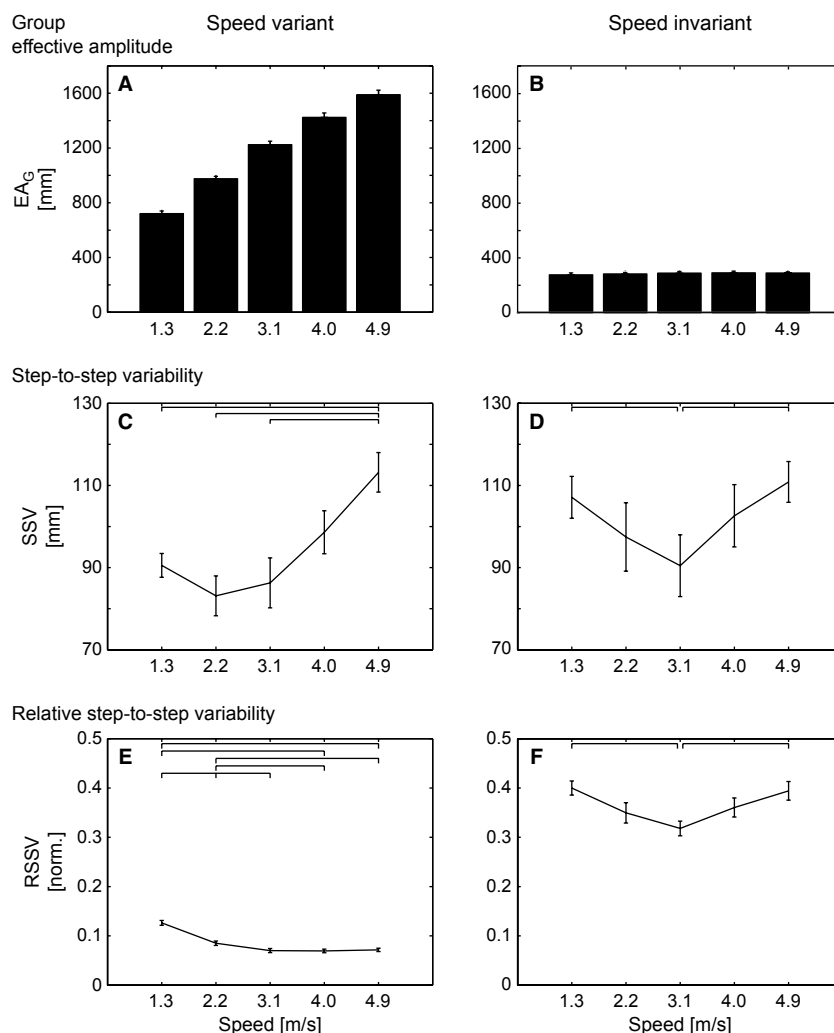 Group
effective amplitude
Speed variant
Speed invariant
A
EAG
[mm]
1600
1200
800
400
0
1.3 2.2 3.1 4.0 4.9
B
1600
1200
800
400
0
1.3 2.2 3.1 4.0 4.9
Step-to-step variability
C
SSV
[mm]
130
110
90
70
1.3 2.2 3.1 4.0 4.9
D
130
110
90
70
1.3 2.2 3.1 4.0 4.9
Relative step-to-step variability
E
RSSV
[norm.]
0.5
0.4
0.3
0.2
0.1
0
1.3 2.2 3.1 4.0 4.9
Speed [m/s]
F
0.5
0.4
0.3
0.2
0.1
0
1.3 2.2 3.1 4.0 4.9
Speed [m/s]